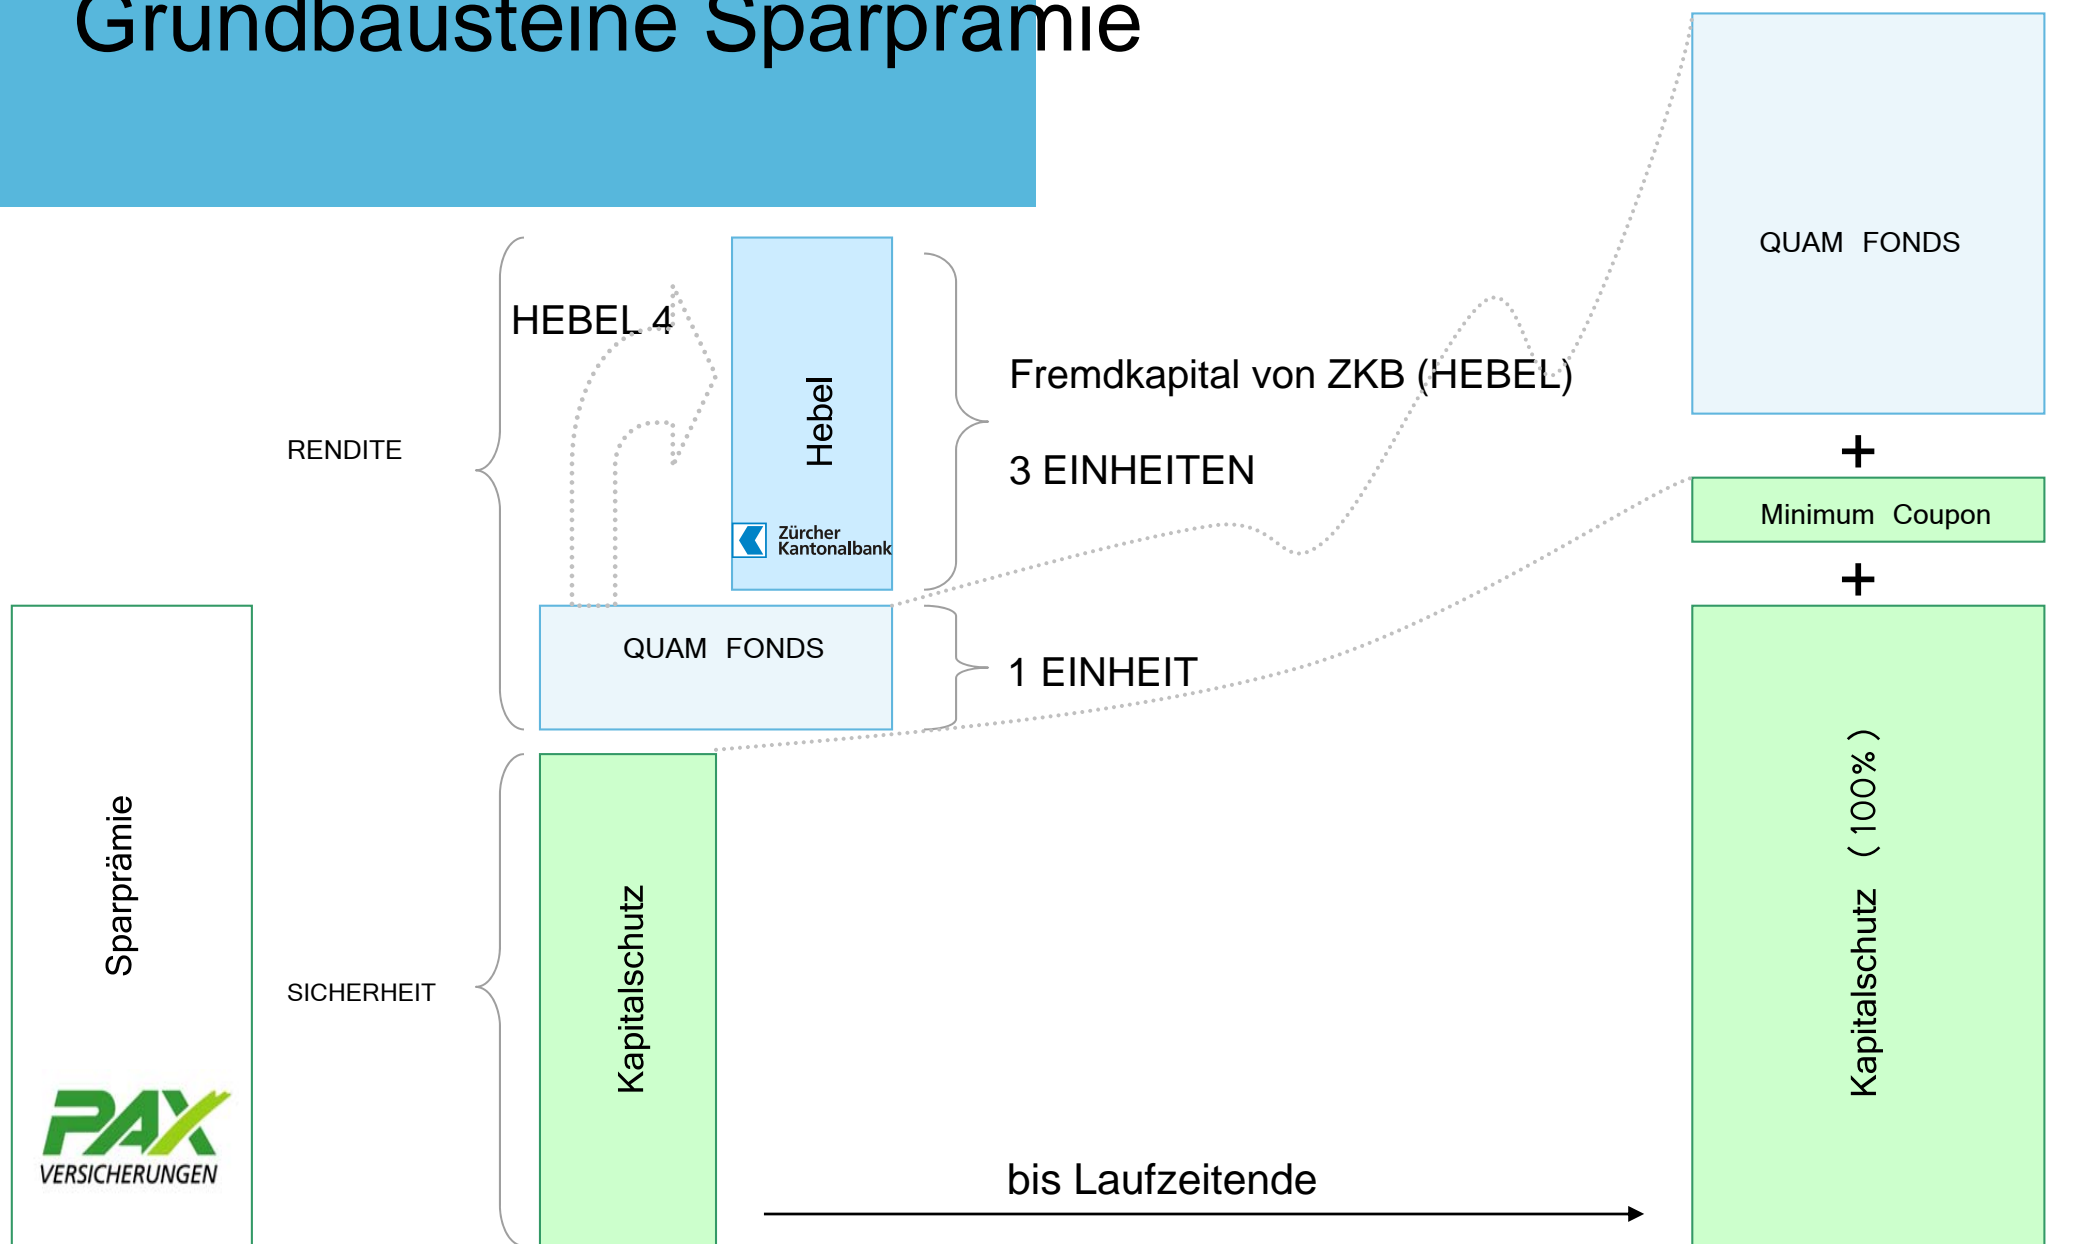 Grundbausteine Sparprämie
HEBEL 4
Hebel
Zürcher
Kantonalbank
RENDITE
Fremdkapital von ZKB (HEBEL)
3 EINHEITEN
QUAM FONDS
1 EINHEIT
Sparprämie
PAX
VERSICHERUNGEN
SICHERHEIT
Kapitalschutz
bis Laufzeitende
QUAM FONDS
+
Minimum Coupon
+
Kapitalschutz (100%)